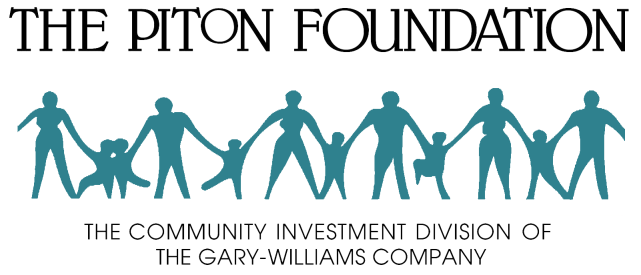 THE PITON FOUNDATION
THE COMMUNITY INVESTMENT DIVISION OF
THE GARY-WILLIAMS COMPANY